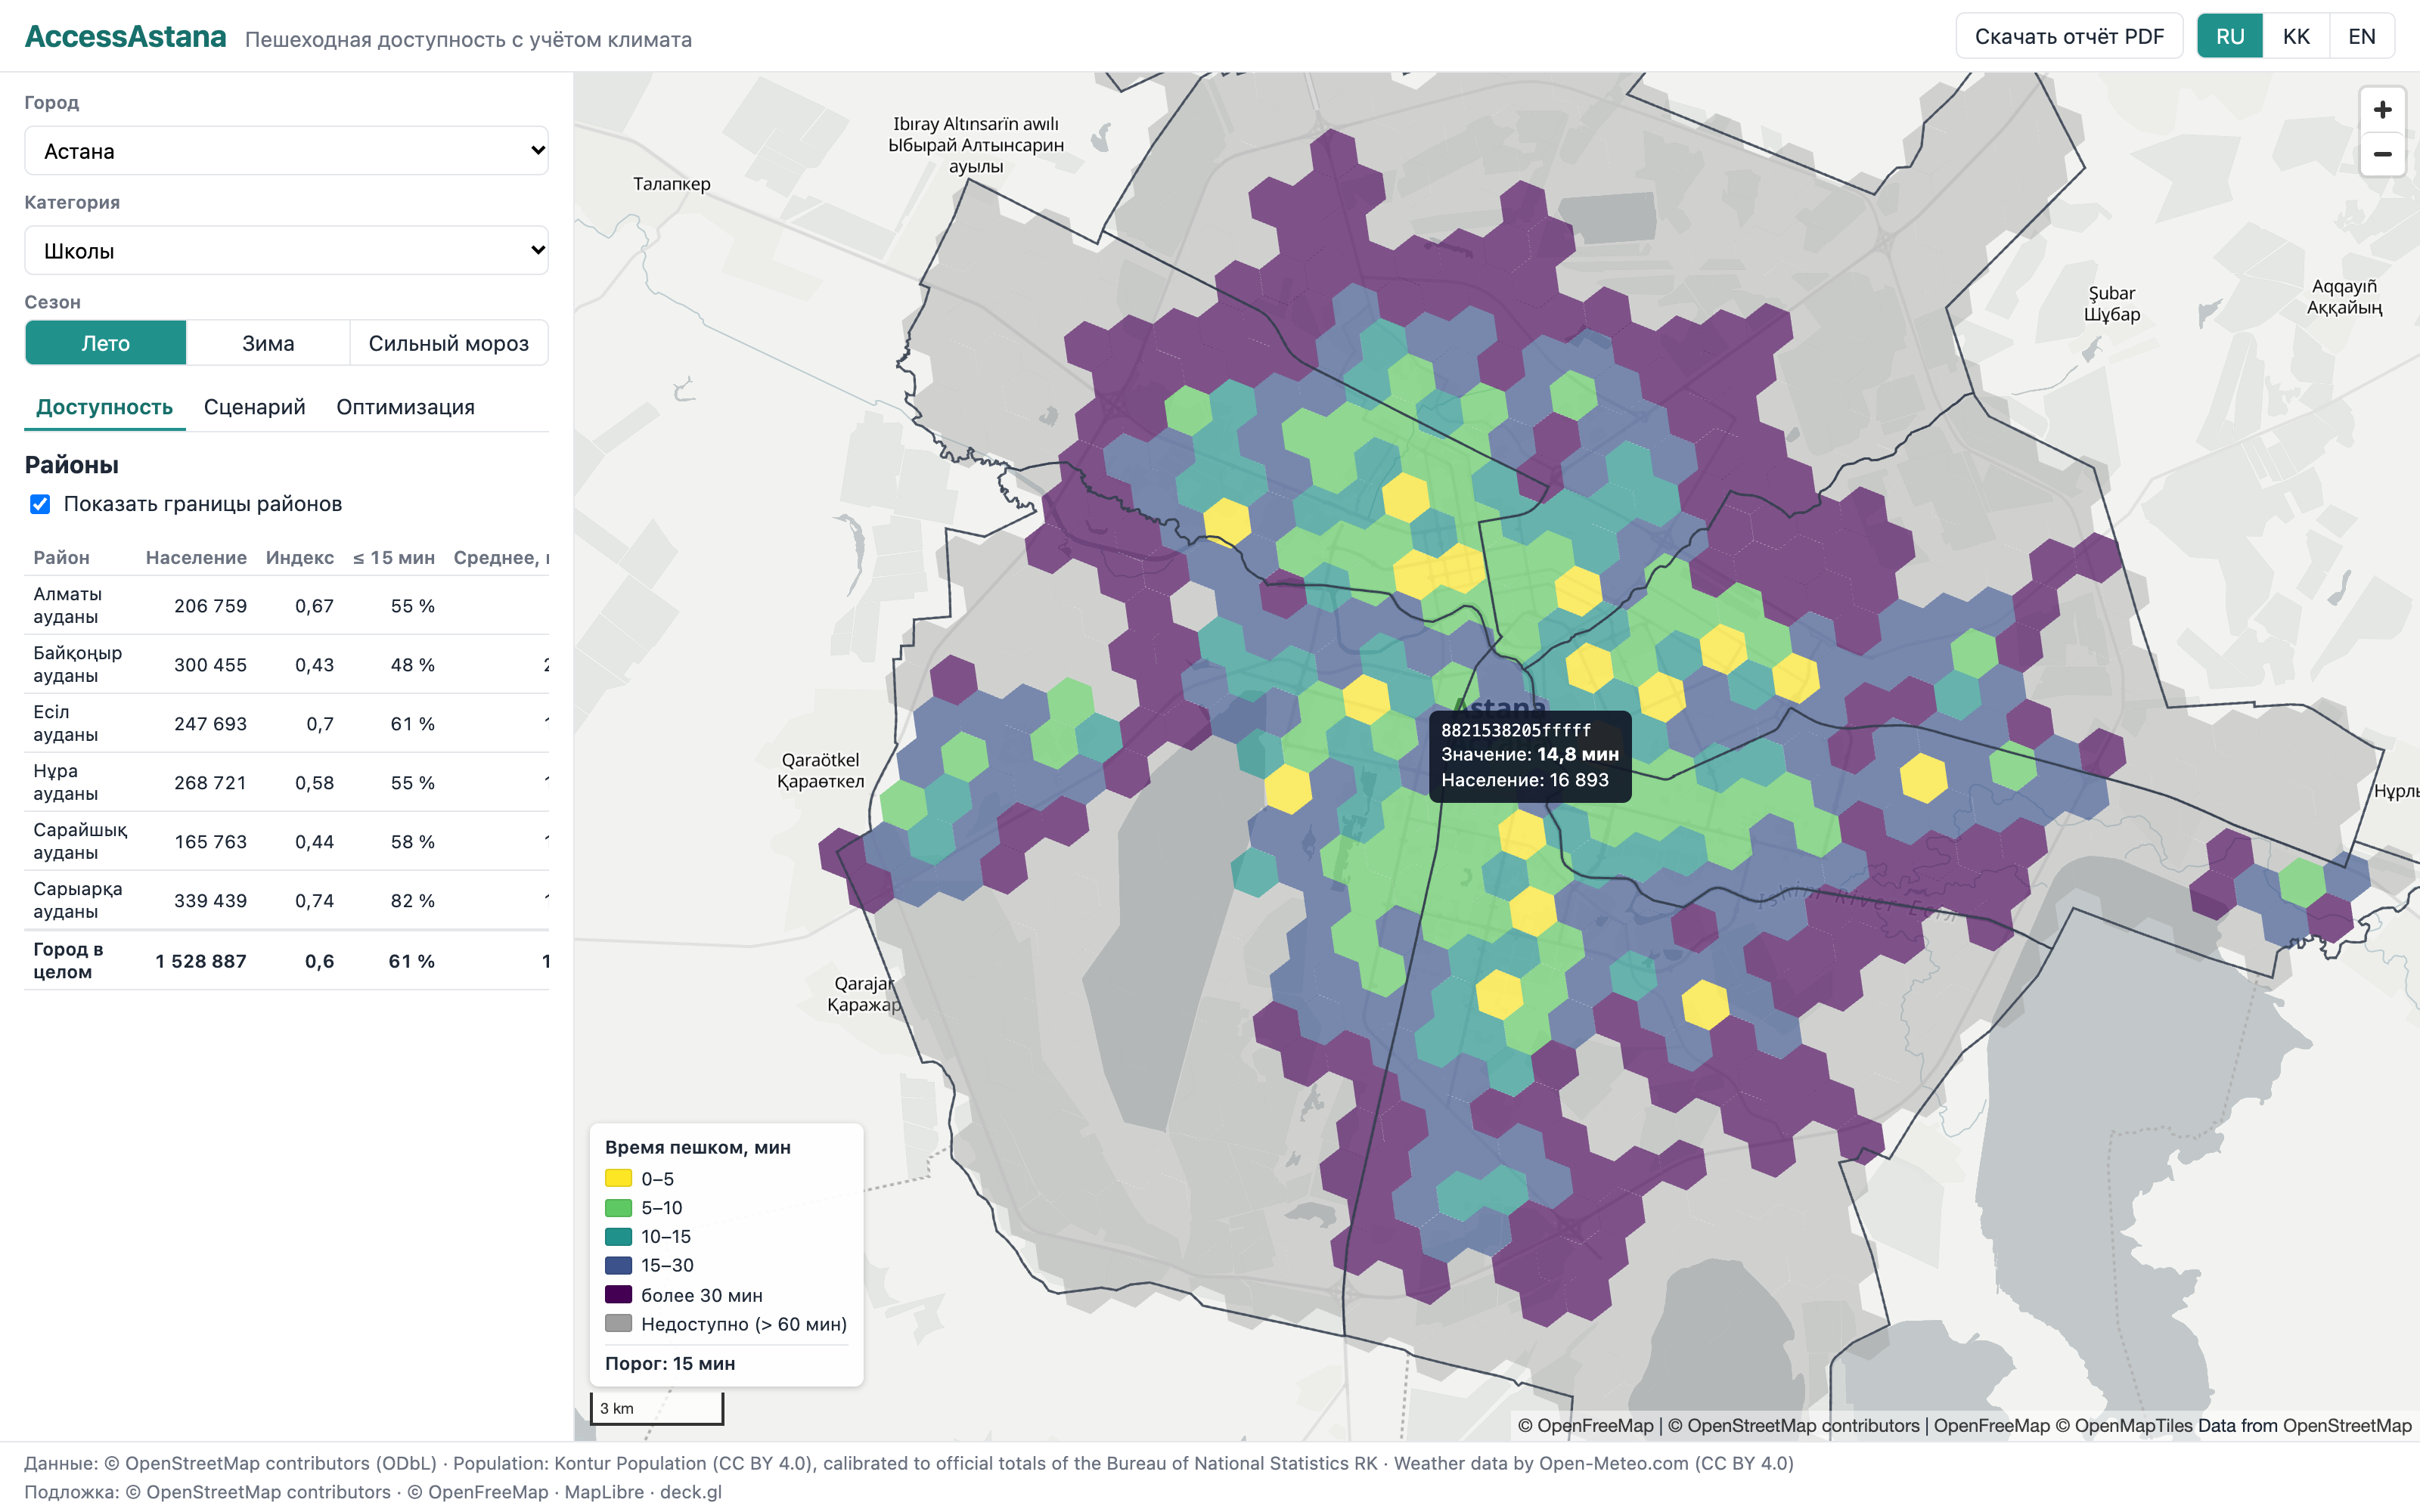 AccessAstana Пешеходная доступность с учётом климата
Скачать отчёт PDF RU KK EN
Город
Астана
Категория
Школы
Сезон
Лето Зима Сильный мороз
Доступность Сценарий Оптимизация
Районы
Показать границы районов
Район Население Индекс ≤ 15 мин Среднее,
Алматы
ауданы 206 759 0,67 55 %
Байқоңыр
ауданы 300 455 0,43 48 %
Есіл
ауданы 247 693 0,7 61 %
Нұра
ауданы 268 721 0,58 55 %
Сарайшық
ауданы 165 763 0,44 58 %
Сарыарқа
ауданы 339 439 0,74 82 %
Город в
целом 1 528 887 0,6 61 %
Ibıray Altınsarïn awılı
Ыбырай Алтынсарин
ауылы
Талапкер
Şubar
Шұбар
Aqqayıñ
Аққайың
Qaraötkel
Қараөткел
Qarajar
Қаражар
Astana
8821538205fffff
Значение: 14,8 мин
Население: 16 893
+
−
Время пешком, мин
0–5
5–10
10–15
15–30
более 30 мин
Недоступно (> 60 мин)
Порог: 15 мин
3 km
© OpenFreeMap | © OpenStreetMap contributors | OpenFreeMap © OpenMapTiles Data from OpenStreetMap
Данные: © OpenStreetMap contributors (ODbL) · Population: Kontur Population (CC BY 4.0), calibrated to official totals of the Bureau of National Statistics RK · Weather data by Open-Meteo.com (CC BY 4.0)
Подложка: © OpenStreetMap contributors · © OpenFreeMap · MapLibre · deck.gl